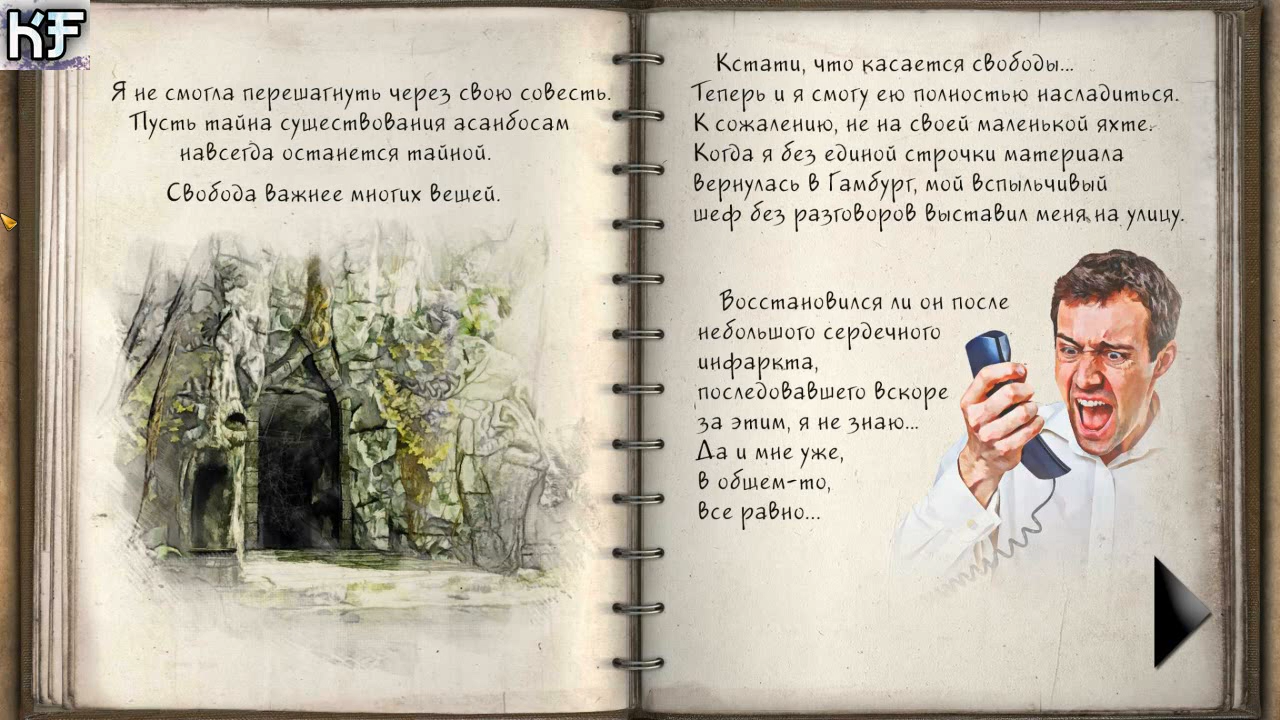 KF
Я не смогла перешагнуть через свою совесть.
Пусть тайна существования асанбосам
навсегда останется тайной.
Свобода важнее многих вещей.
Кстати, что касается свободы...
Теперь и я смогу ею полностью насладиться.
К сожалению, не на своей маленькой яхте.
Когда я без единой строчки материала
вернулась в Гамбург, мой вспыльчивый
шеф без разговоров выставил меня на улицу.
Восстановился ли он после
небольшого сердечного
инфаркта,
последовавшего вскоре
за этим, я не знаю...
Да и мне уже,
в общем-то,
все равно...